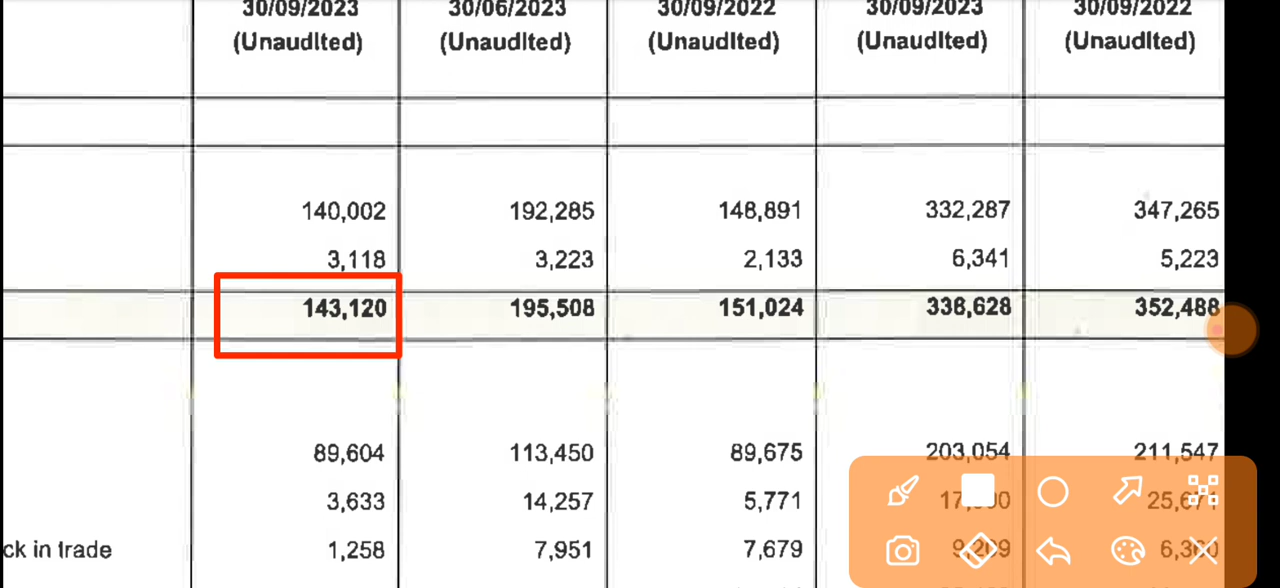 30/09/2023 30/06/2023 30/09/2022 30/09/2023 30/09/2022
(Unaudited) (Unaudited) (Unaudited) (Unaudited) (Unaudited)
140,002 192,285 148,891 332,287 347,265
3,118 3,223 2,133 6,341 5,223
143,120 195,508 151,024 338,628 352,488
89,604 113,450 89,675 203,054 211,547
3,633 14,257 5,771
ck in trade 1,258 7,951 7,679 9,209